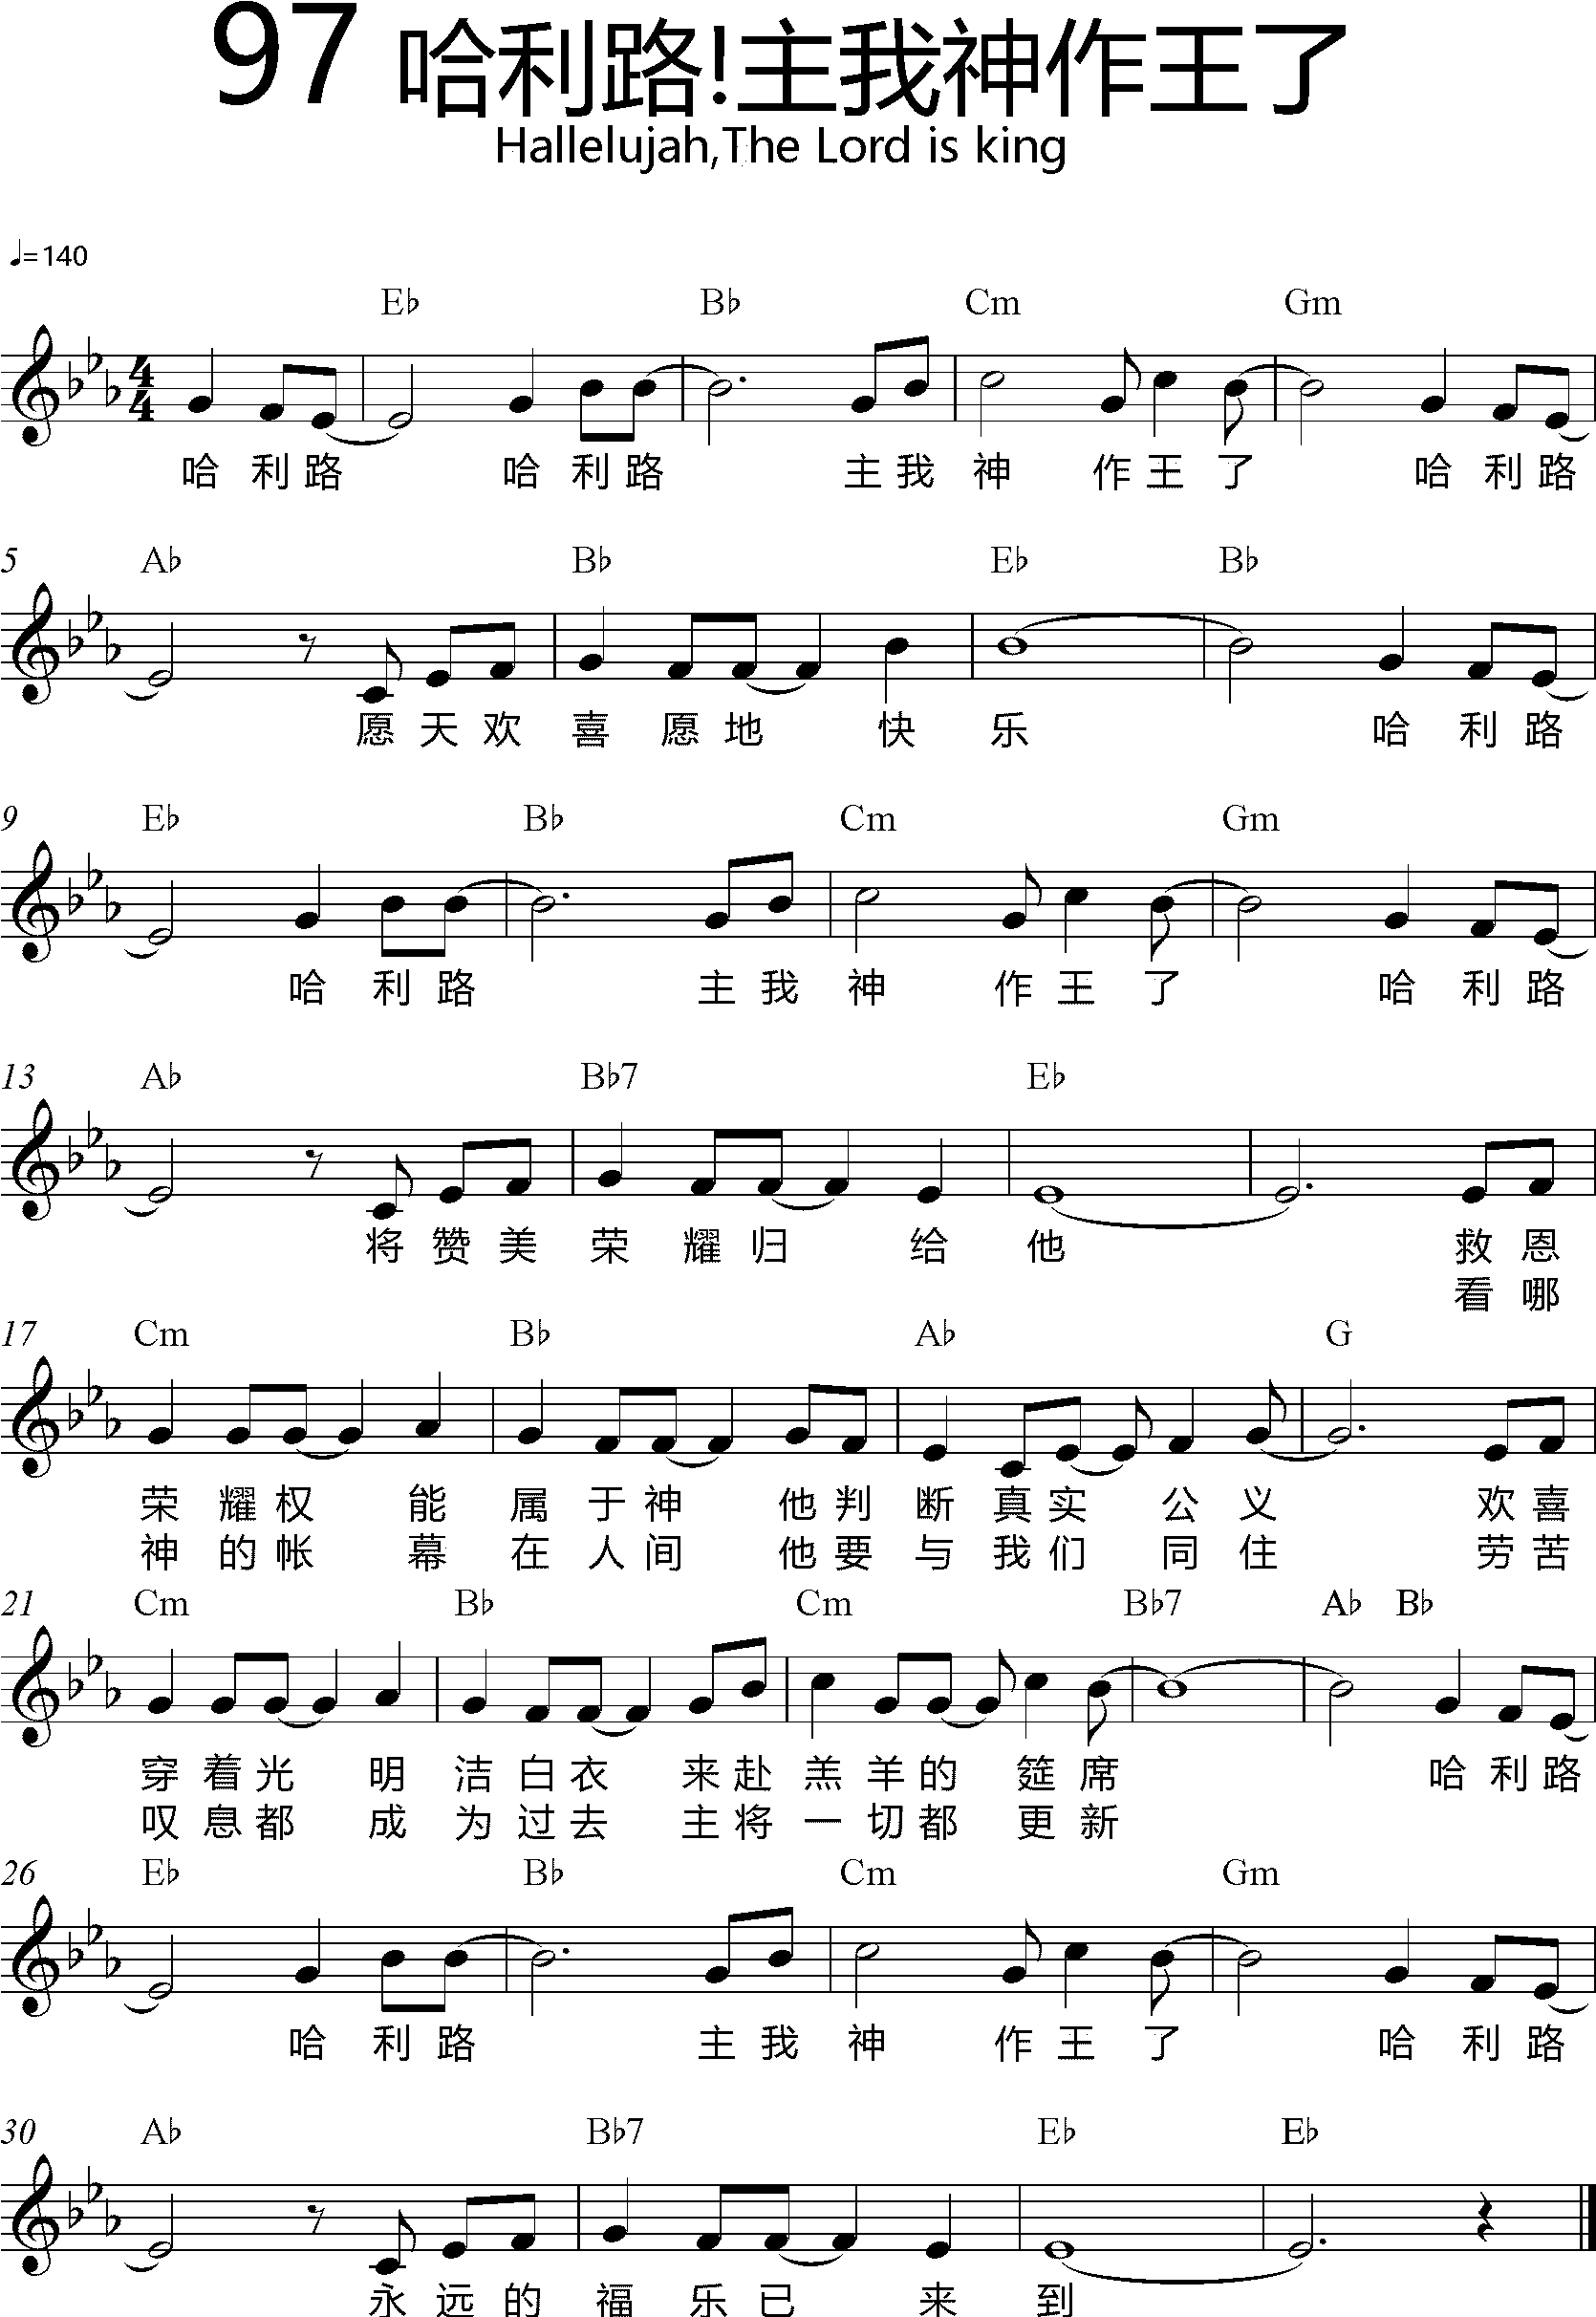 97 哈利路!主我神作王了
Hallelujah,The Lord is king
♩=140
E♭ B♭ Cm Gm
4/4
哈 利 路 哈 利 路 主 我 神 作 王 了 哈 利 路
5 A♭ B♭ E♭ B♭
愿 天 欢 喜 愿 地 快 乐 哈 利 路
9 E♭ B♭ Cm Gm
哈 利 路 主 我 神 作 王 了 哈 利 路
13 A♭ B♭7 E♭
将 赞 美 荣 耀 归 给 他 救 恩
看 哪
17 Cm B♭ A♭ G
荣 耀 权 能 属 于 神 他 判 断 真 实 公 义 欢 喜
神 的 帐 幕 在 人 间 他 要 与 我 们 同 住 劳 苦
21 Cm B♭ Cm B♭7 A♭ B♭
穿 着 光 明 洁 白 衣 来 赴 羔 羊 的 筵 席 哈 利 路
叹 息 都 成 为 过 去 主 将 一 切 都 更 新
26 E♭ B♭ Cm Gm
哈 利 路 主 我 神 作 王 了 哈 利 路
30 A♭ B♭7 E♭ E♭
永 远 的 福 乐 已 来 到